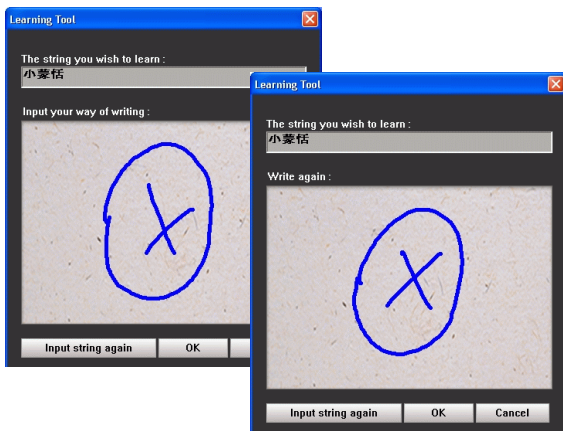 Learning Tool
The string you wish to learn :
小蒙恬
Input your way of writing :
Input string again
OK
Learning Tool
The string you wish to learn :
小蒙恬
Write again :
Input string again
OK
Cancel